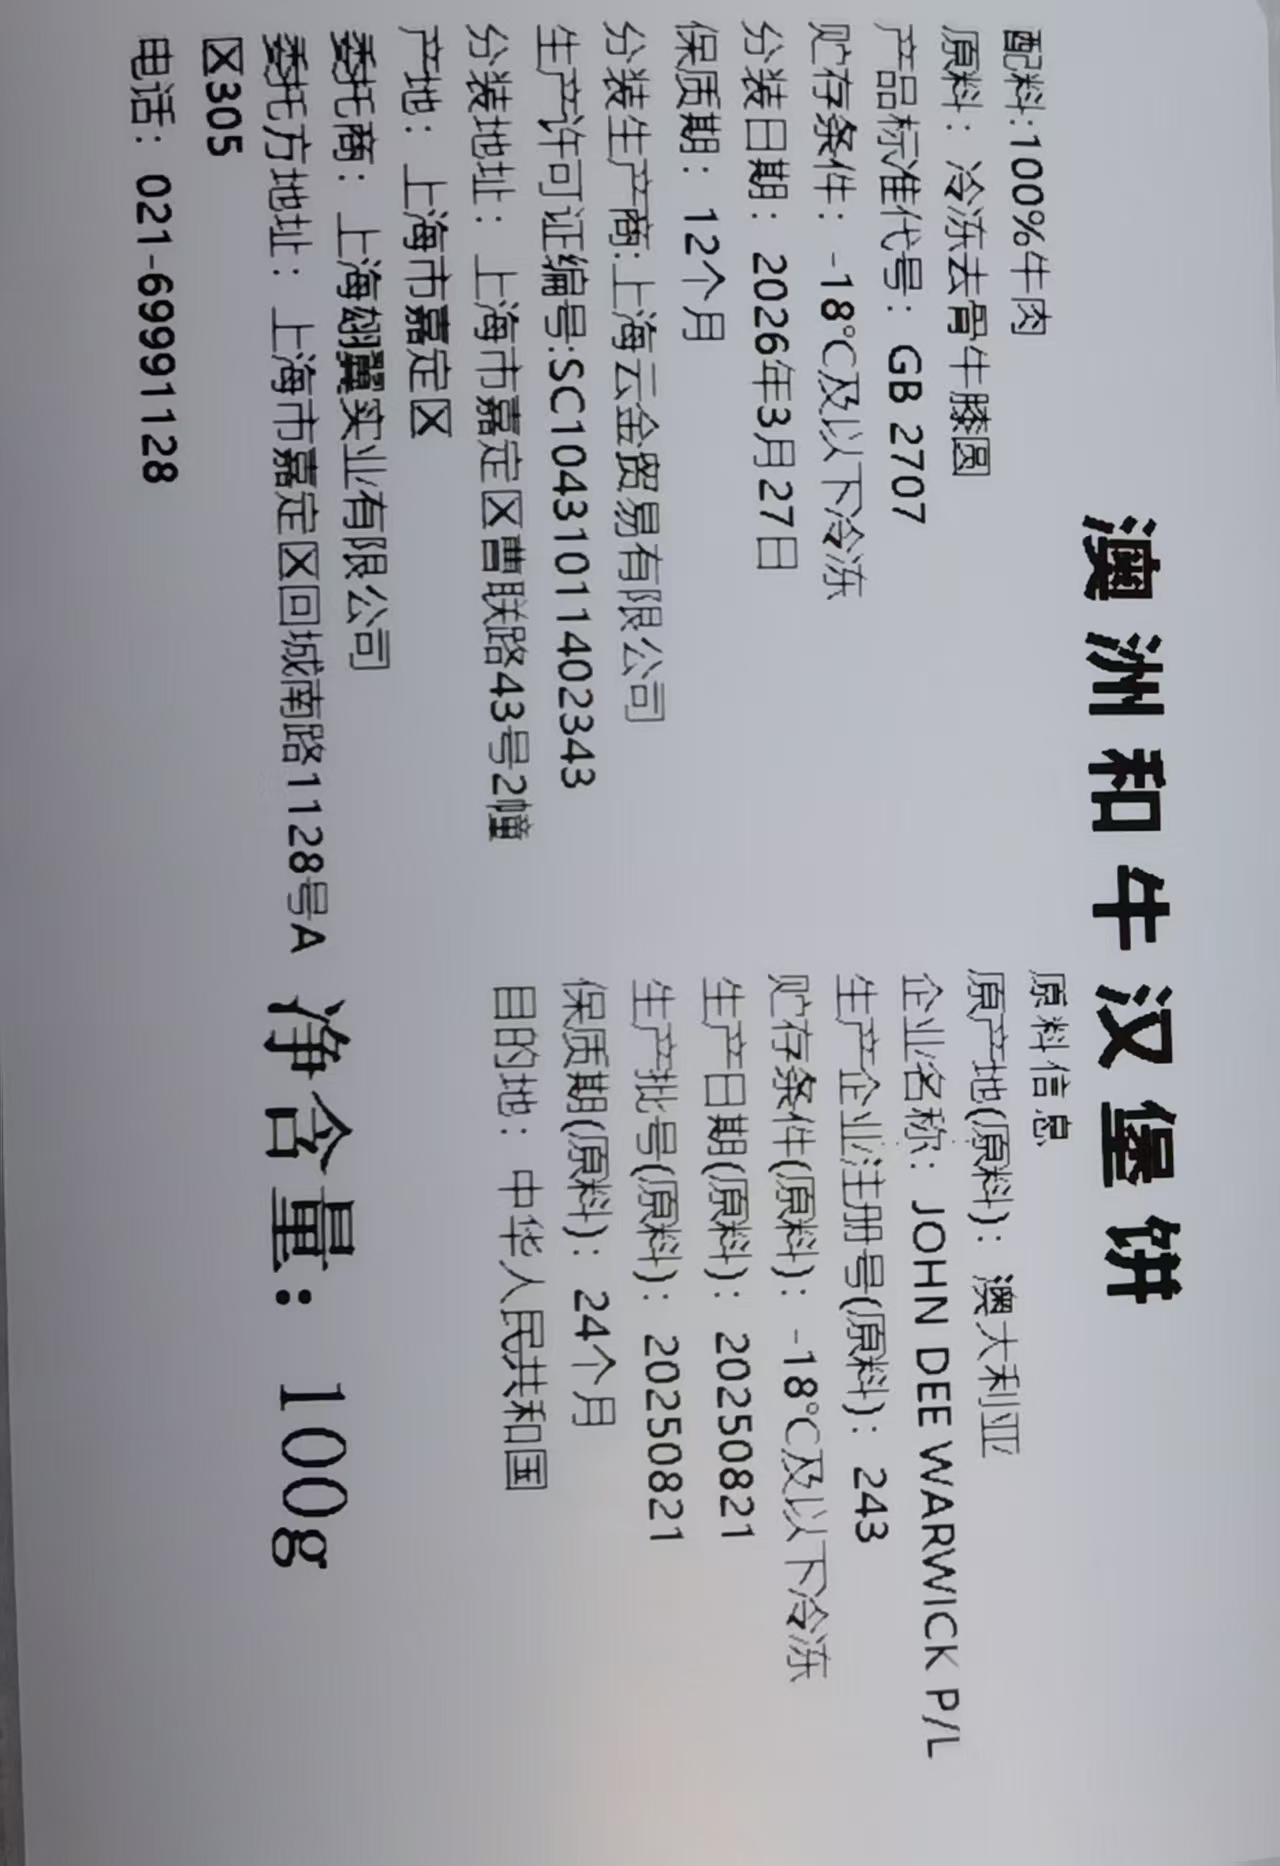 澳洲和牛汉堡饼
配料:100%牛肉
原料：冷冻去骨牛膝圆
产品标准代号：GB 2707
贮存条件：-18℃及以下冷冻
分装日期：2026年3月27日
保质期：12个月
分装生产商:上海云金贸易有限公司
生产许可证编号:SC10431011402343
分装地址：上海市嘉定区曹联路43号2幢
产地：上海市嘉定区
委托商：上海翃翼实业有限公司
委托方地址：上海市嘉定区回城南路1128号A
区305
电话：021-69991128
原料信息
原产地(原料)：澳大利亚
企业名称：JOHN DEE WARWICK P/L
生产企业注册号(原料)：243
贮存条件(原料)：-18℃及以下冷冻
生产日期(原料)：20250821
生产批号(原料)：20250821
保质期(原料)：24个月
目的地：中华人民共和国
净含量：100g